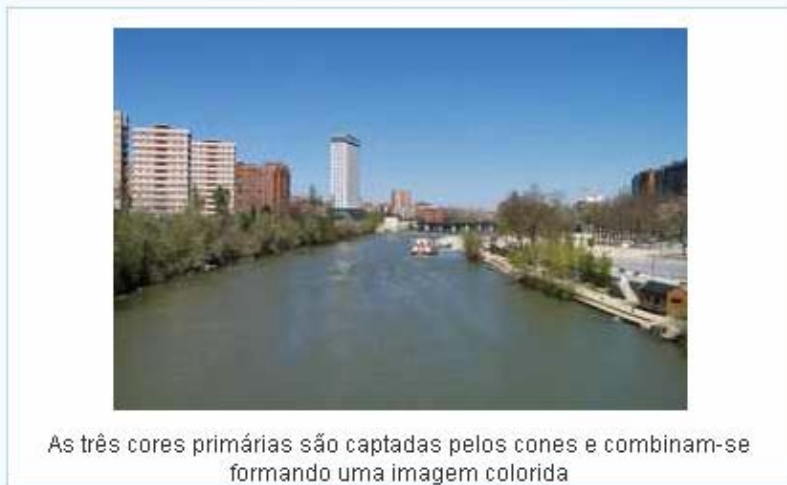 As três cores primárias são captadas pelos cones e combinam-se
formando uma imagem colorida